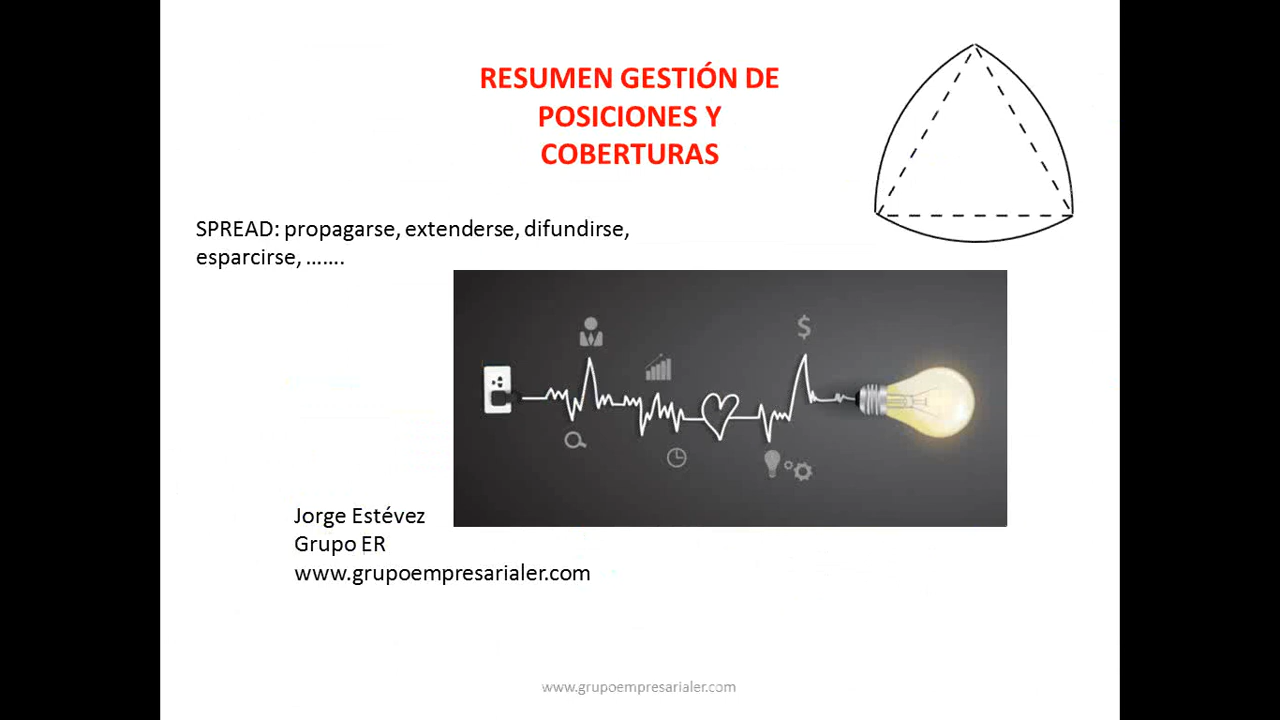 RESUMEN GESTIÓN DE
POSICIONES Y
COBERTURAS
SPREAD: propagarse, extenderse, difundirse,
esparcirse, .......
$
Jorge Estévez
Grupo ER
www.grupoempresarialer.com
www.grupoempresarialer.com